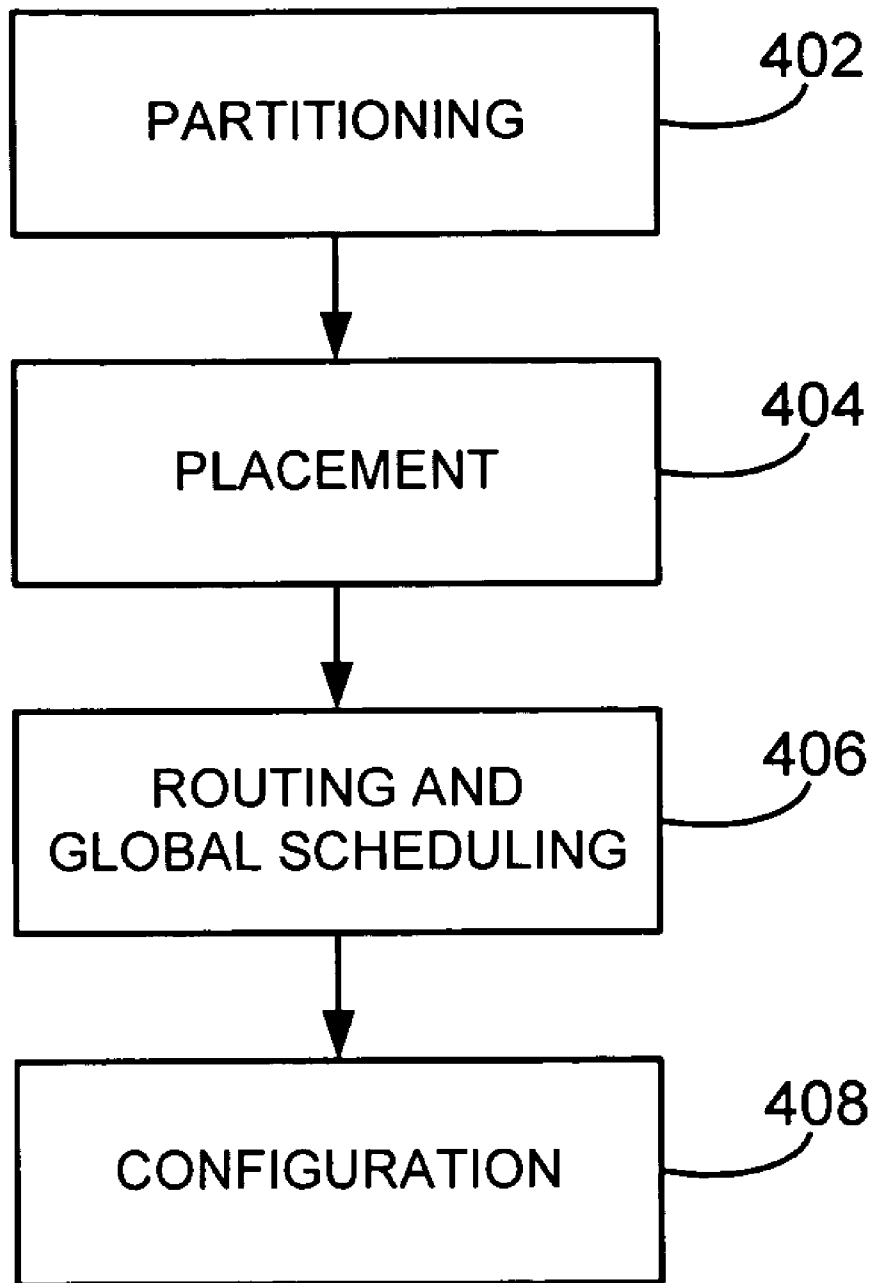 402
PARTITIONING
404
PLACEMENT
406
ROUTING AND
GLOBAL SCHEDULING
408
CONFIGURATION